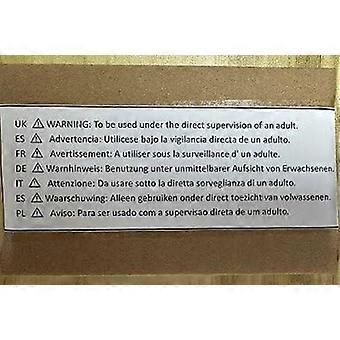 UK ⚠ WARNING: To be used under the direct supervision of an adult.
ES ⚠ Advertencia: Utilicese bajo la vigilancia directa de un adulto.
FR ⚠ Avertissement: A utiliser sous la surveillance d' un adulto.
DE ⚠ Warnhinweis: Benutzung unter unmittelbarer Aufsicht von Erwachsenen.
IT ⚠ Attenzione: Da usare sotto la diretta sorveglianza di un adulto.
ES ⚠ Waarschuwing: Alleen gebruiken onder direct toezicht van volwassenen.
PL ⚠ Aviso: Para ser usado com a supervisao direta de um adulto.